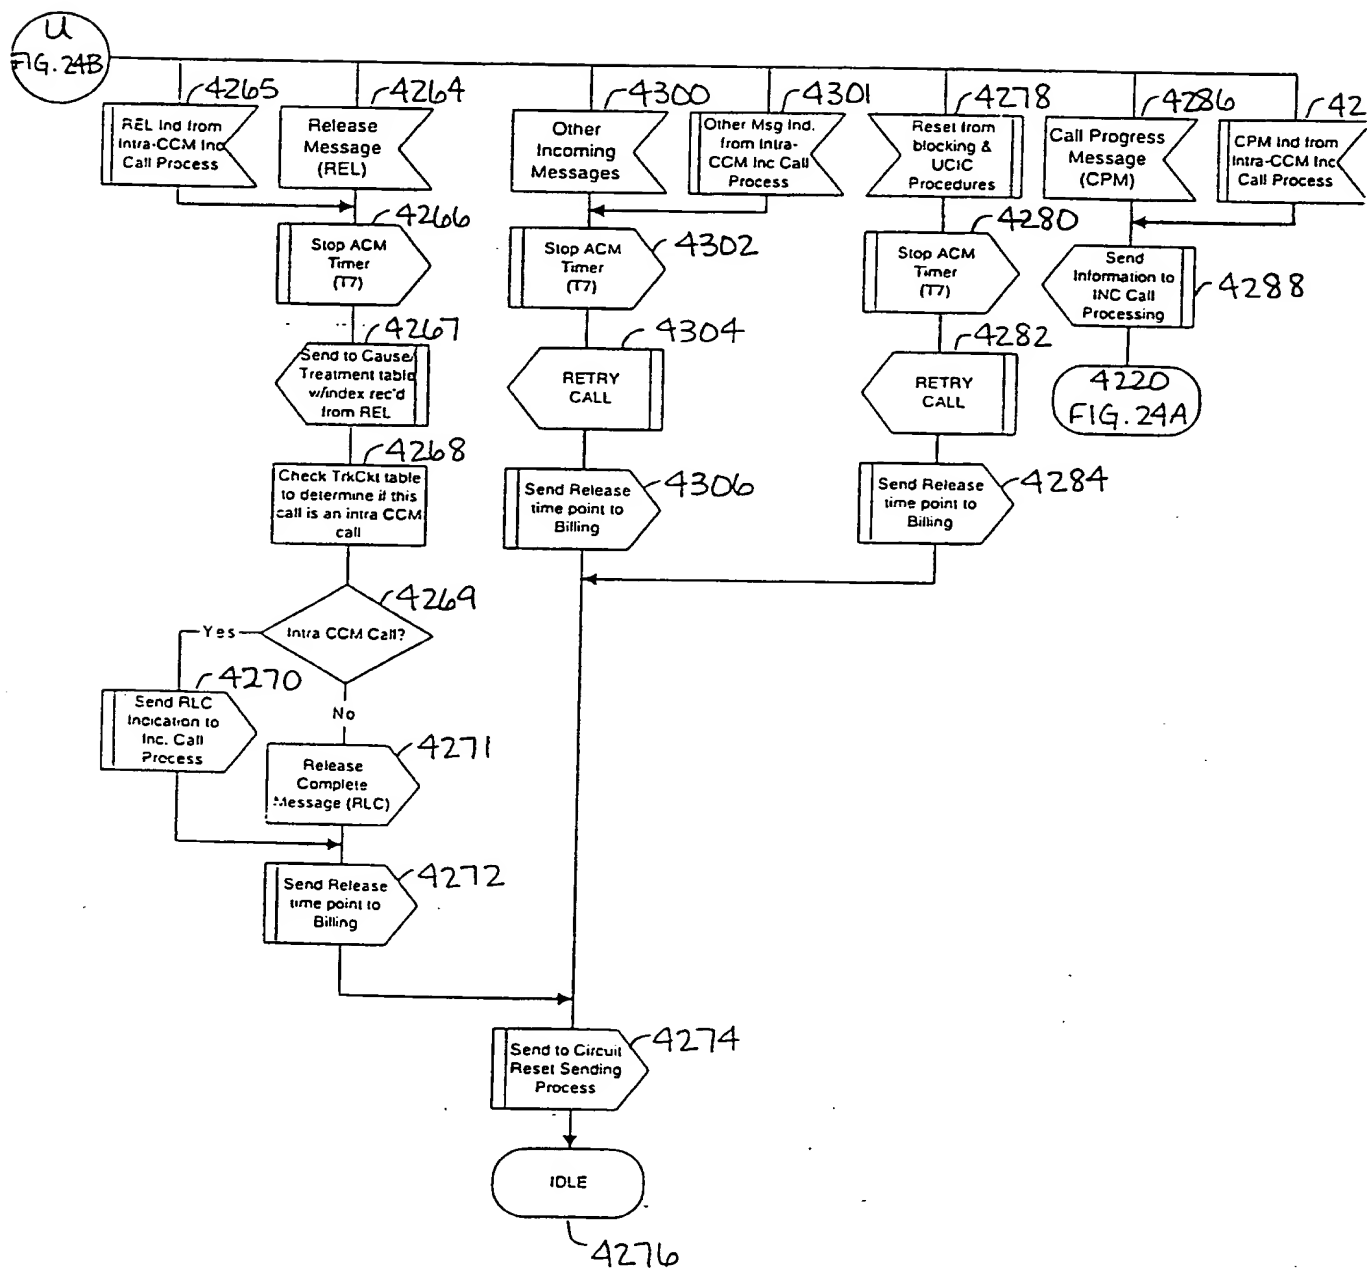 U
FIG. 24B
4265
4264
4300
4301
4278
4286
42
REL Ind from
Intra-CCM Inc
Call Process
Release
Message
(REL)
Other
Incoming
Messages
Other Msg Ind.
from Intra-
CCM Inc Call
Process
Reset from
blocking &
UCIC
Procedures
Call Progress
Message
(CPM)
CPM Ind from
Intra-CCM Inc
Call Process
4266
Stop ACM
Timer
(T7)
4302
Stop ACM
Timer
(T7)
4280
Stop ACM
Timer
(T7)
4288
Send
Information to
INC Call
Processing
4267
Send to Cause/
Treatment table
w/index rec'd
from REL
4304
RETRY
CALL
4282
RETRY
CALL
4220
FIG. 24A
4268
Check TrkCkt table
to determine if this
call is an intra CCM
call
4306
Send Release
time point to
Billing
4284
Send Release
time point to
Billing
4269
Intra CCM Call?
Yes
No
4270
Send RLC
Indication to
Inc. Call
Process
4271
Release
Complete
Message (RLC)
4272
Send Release
time point to
Billing
4274
Send to Circuit
Reset Sending
Process
IDLE
4276